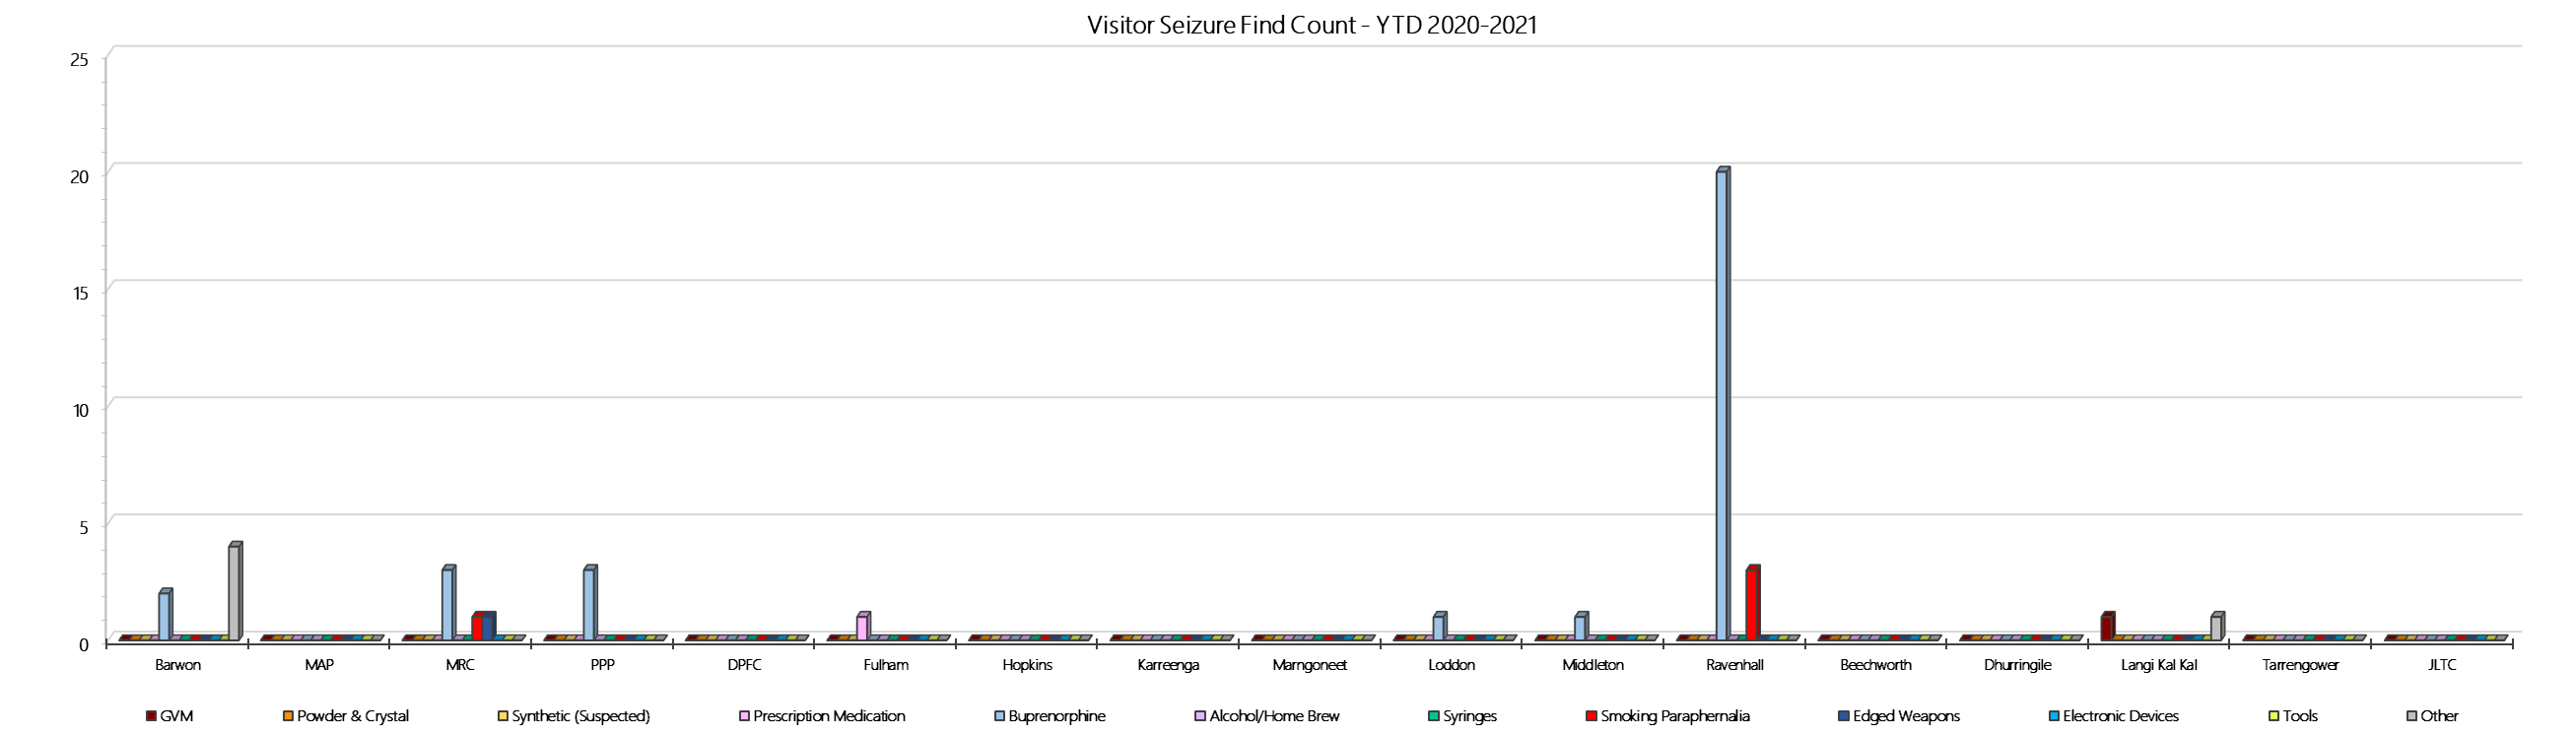 Visitor Seizure Find Count - YTD 2020-2021
25
20
15
10
5
0
Barwon MAP MRC PPP DPFC Fulham Hopkins Karreenga Marngoneet Loddon Middleton Ravenhall Beechworth Dhurringile Langi Kal Kal Tarrengower JLTC
GVM Powder & Crystal Synthetic (Suspected) Prescription Medication Buprenorphine Alcohol/Home Brew Syringes Smoking Paraphernalia Edged Weapons Electronic Devices Tools Other